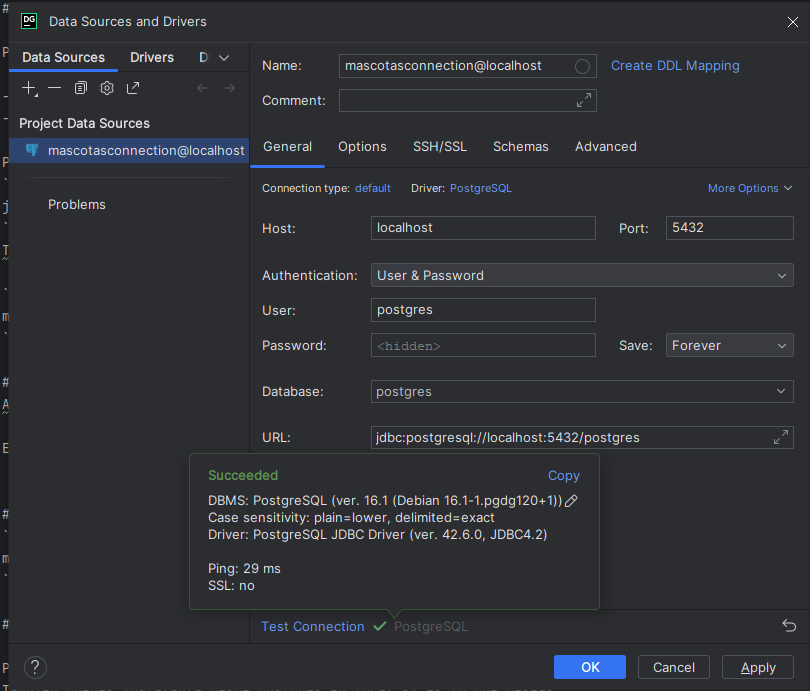 DG Data Sources and Drivers
Data Sources Drivers D
Name: mascotasconnection@localhost Create DDL Mapping
Comment:
Project Data Sources
mascotasconnection@localhost
Problems
General Options SSH/SSL Schemas Advanced
Connection type: default Driver: PostgreSQL More Options
Host: localhost Port: 5432
Authentication: User & Password
User: postgres
Password: <hidden> Save: Forever
Database: postgres
URL: jdbc:postgresql://localhost:5432/postgres
Succeeded Copy
DBMS: PostgreSQL (ver. 16.1 (Debian 16.1-1.pgdg120+1))
Case sensitivity: plain=lower, delimited=exact
Driver: PostgreSQL JDBC Driver (ver. 42.6.0, JDBC4.2)
Ping: 29 ms
SSL: no
Test Connection PostgreSQL
? OK Cancel Apply